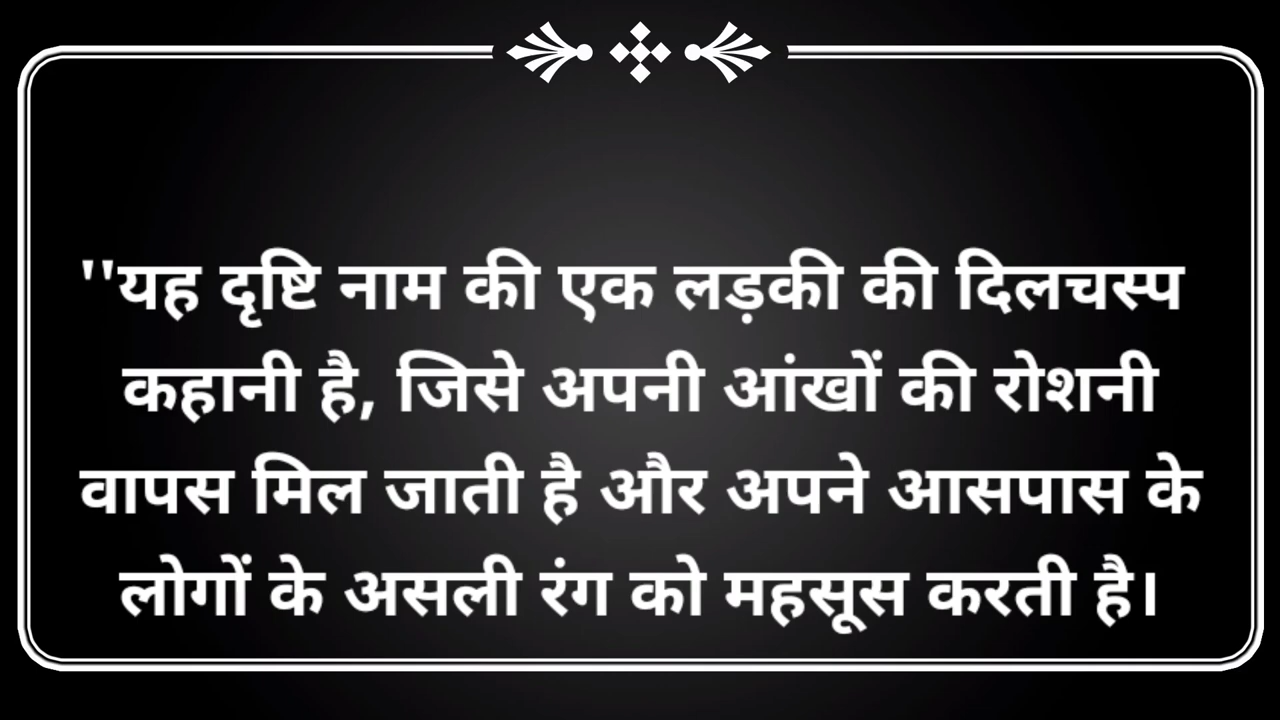 ''यह दृष्टि नाम की एक लड़की की दिलचस्प
कहानी है, जिसे अपनी आंखों की रोशनी
वापस मिल जाती है और अपने आसपास के
लोगों के असली रंग को महसूस करती है।